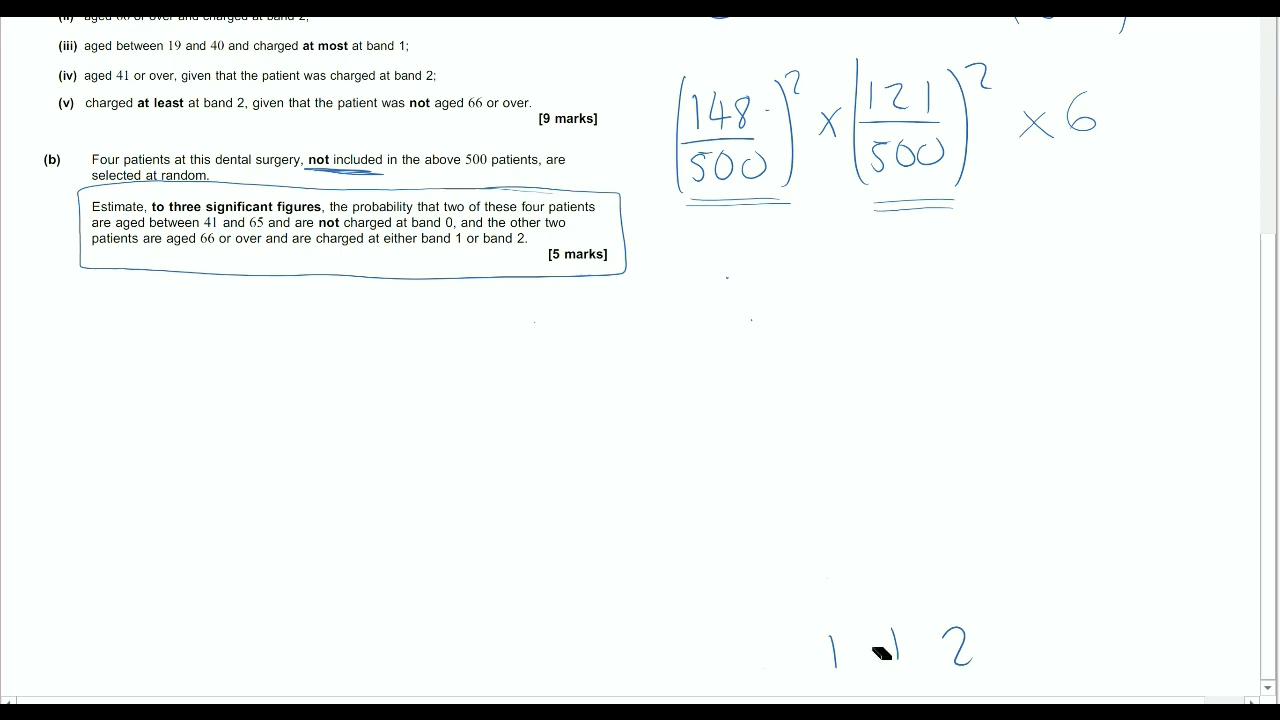 (iii) aged between 19 and 40 and charged at most at band 1;
(iv) aged 41 or over, given that the patient was charged at band 2;
(v) charged at least at band 2, given that the patient was not aged 66 or over.
[9 marks]
(b) Four patients at this dental surgery, not included in the above 500 patients, are
selected at random.
Estimate, to three significant figures, the probability that two of these four patients
are aged between 41 and 65 and are not charged at band 0, and the other two
patients are aged 66 or over and are charged at either band 1 or band 2.
[5 marks]
(148/500)² × (121/500)² × 6
1 1 2